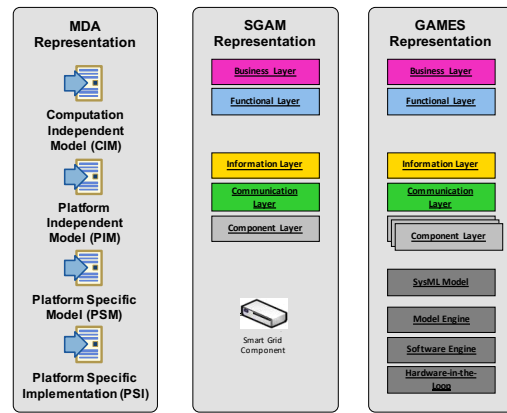 MDA
Representation
Computation
Independent
Model (CIM)
Platform
Independent
Model (PIM)
Platform Specific
Model (PSM)
Platform Specific
Implementation (PSI)
SGAM
Representation
Business Layer
Functional Layer
Information Layer
Communication
Layer
Component Layer
Smart Grid
Component
GAMES
Representation
Business Layer
Functional Layer
Information Layer
Communication
Layer
Component Layer
SysML Model
Model Engine
Software Engine
Hardware-in-the-
Loop